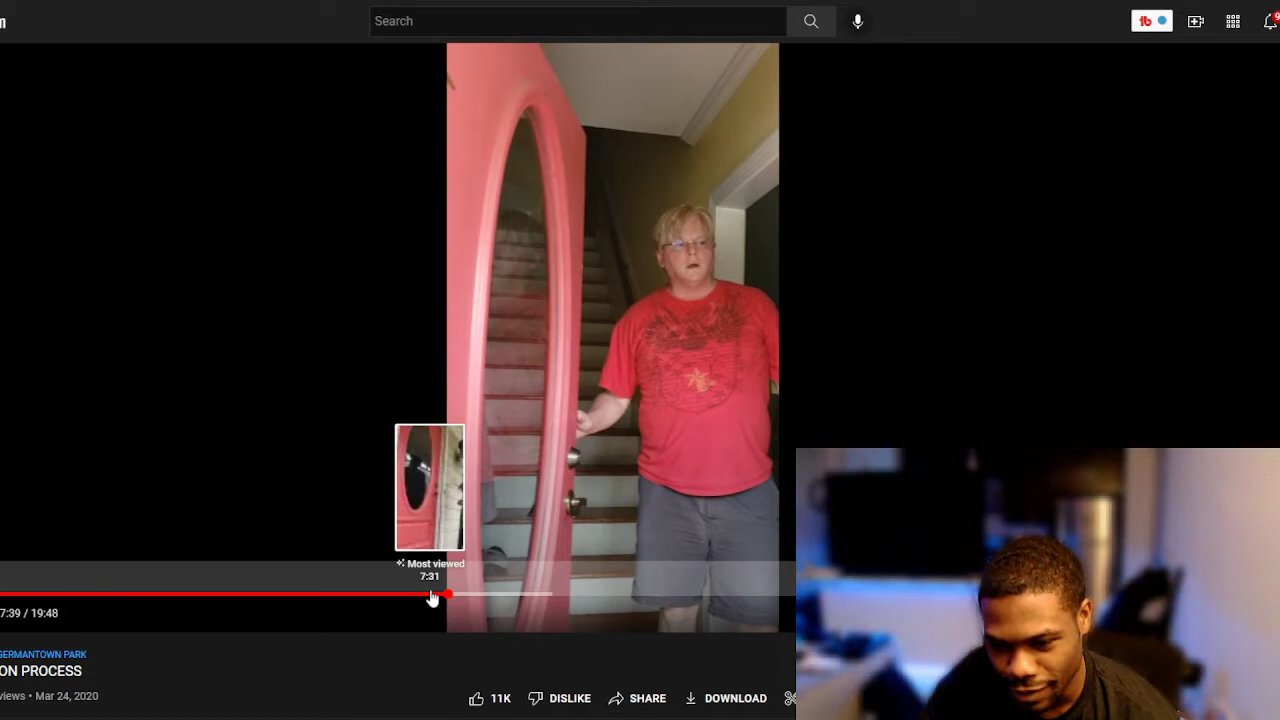 m
Search
9
Most viewed
7:31
7:39 / 19:48
GERMANTOWN PARK
ON PROCESS
views • Mar 24, 2020
11K
DISLIKE
SHARE
DOWNLOAD